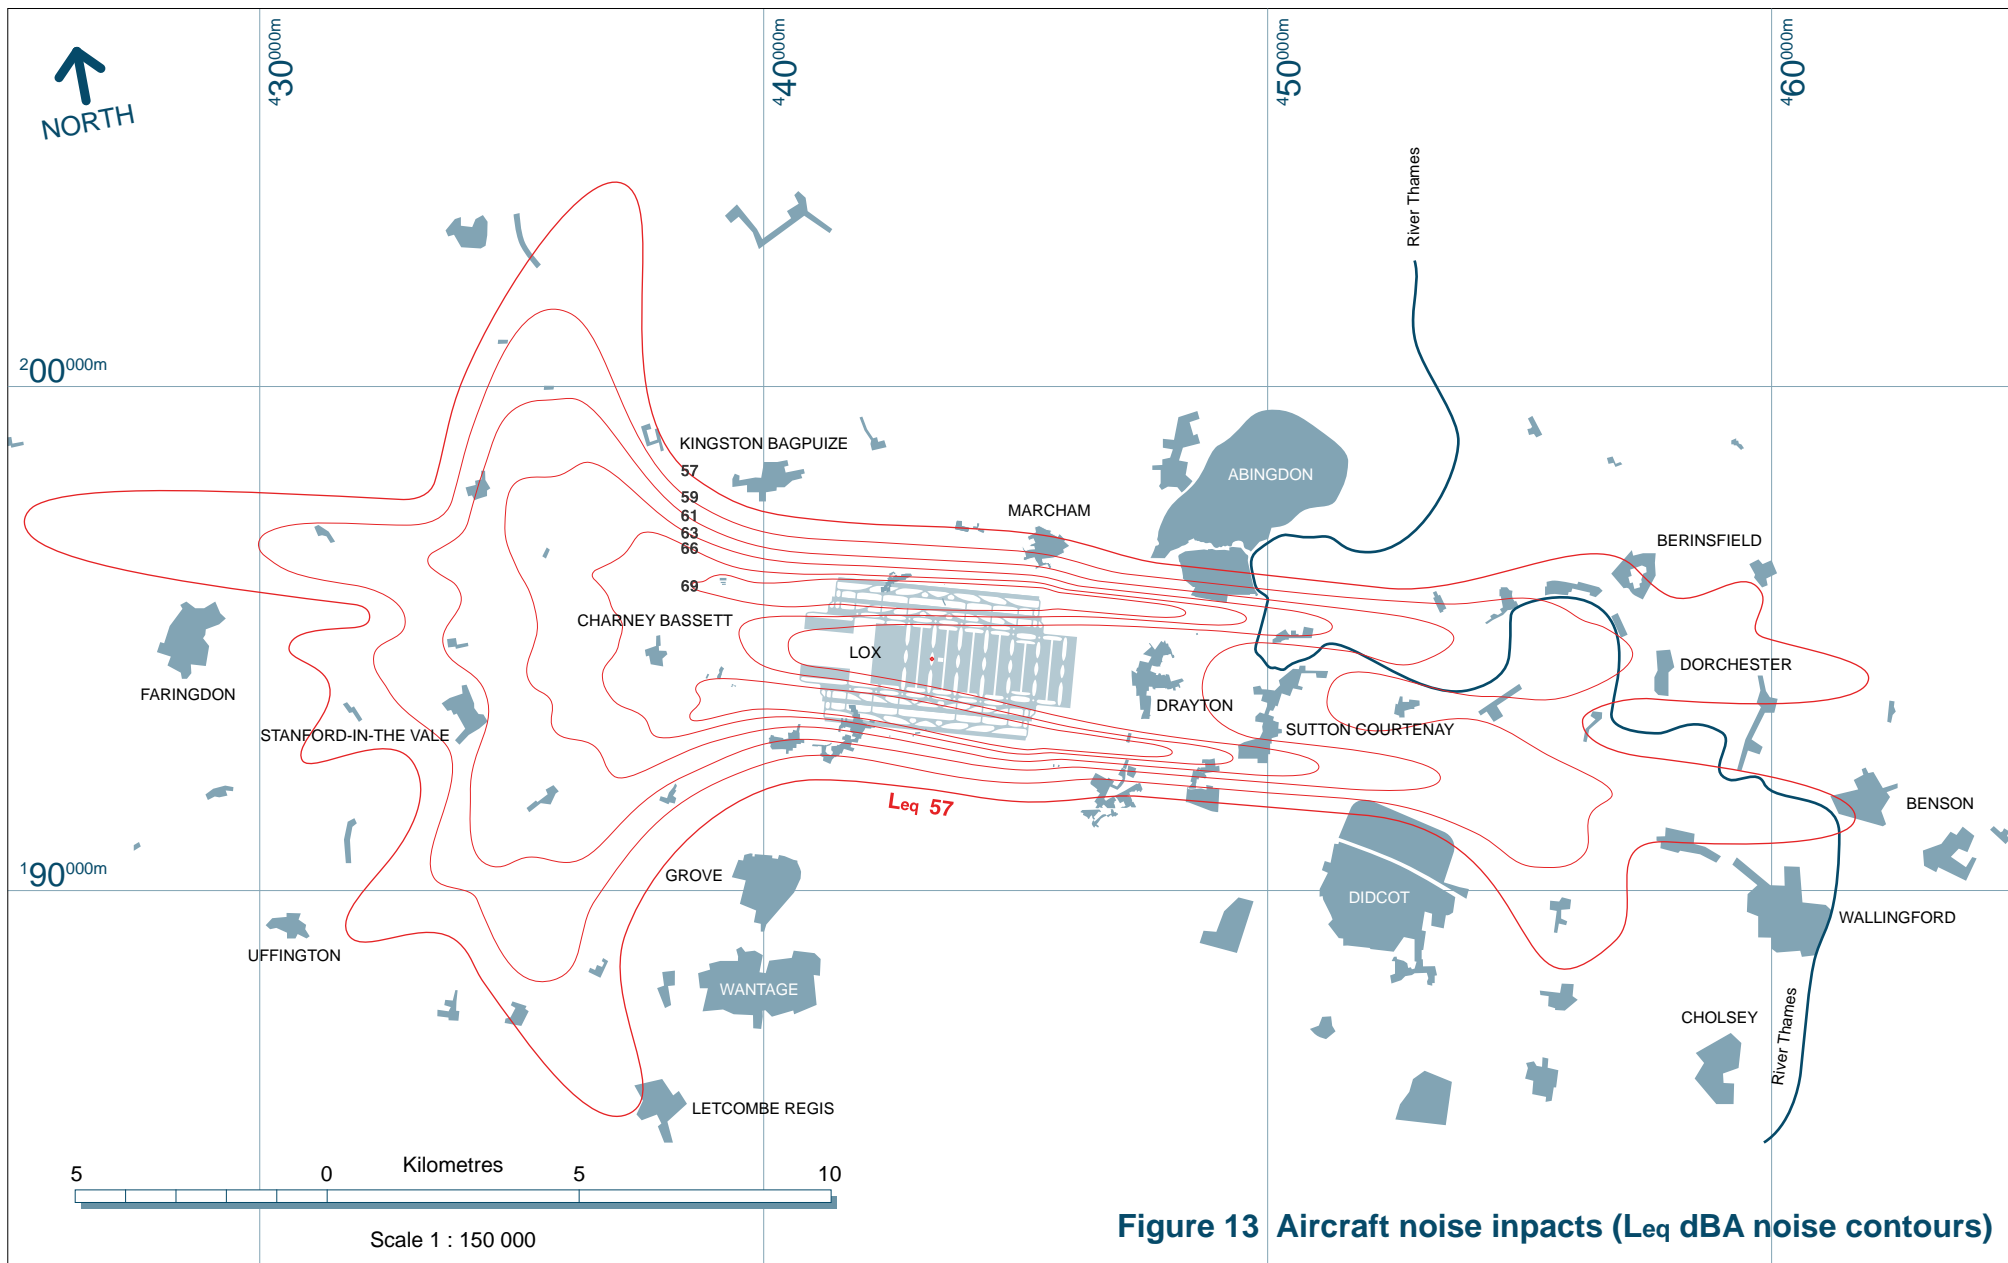 NORTH
430000m
440000m
450000m
460000m
River Thames
200000m
KINGSTON BAGPUIZE
57
59
61
63
66
69
MARCHAM
ABINGDON
BERINSFIELD
CHARNEY BASSETT
LOX
FARINGDON
DRAYTON
DORCHESTER
STANFORD-IN-THE VALE
SUTTON COURTENAY
Leq 57
BENSON
190000m
GROVE
DIDCOT
WALLINGFORD
UFFINGTON
WANTAGE
CHOLSEY
River Thames
LETCOMBE REGIS
Kilometres
5 0 5 10
Scale 1 : 150 000
Figure 13 Aircraft noise inpacts (Leq dBA noise contours)